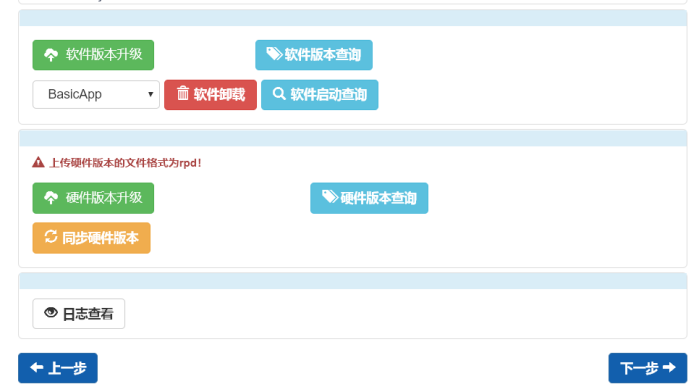 软件版本升级 软件版本查询
BasicApp 软件卸载 软件启动查询
上传硬件版本的文件格式为rpd!
硬件版本升级 硬件版本查询
同步硬件版本
日志查看
上一步 下一步